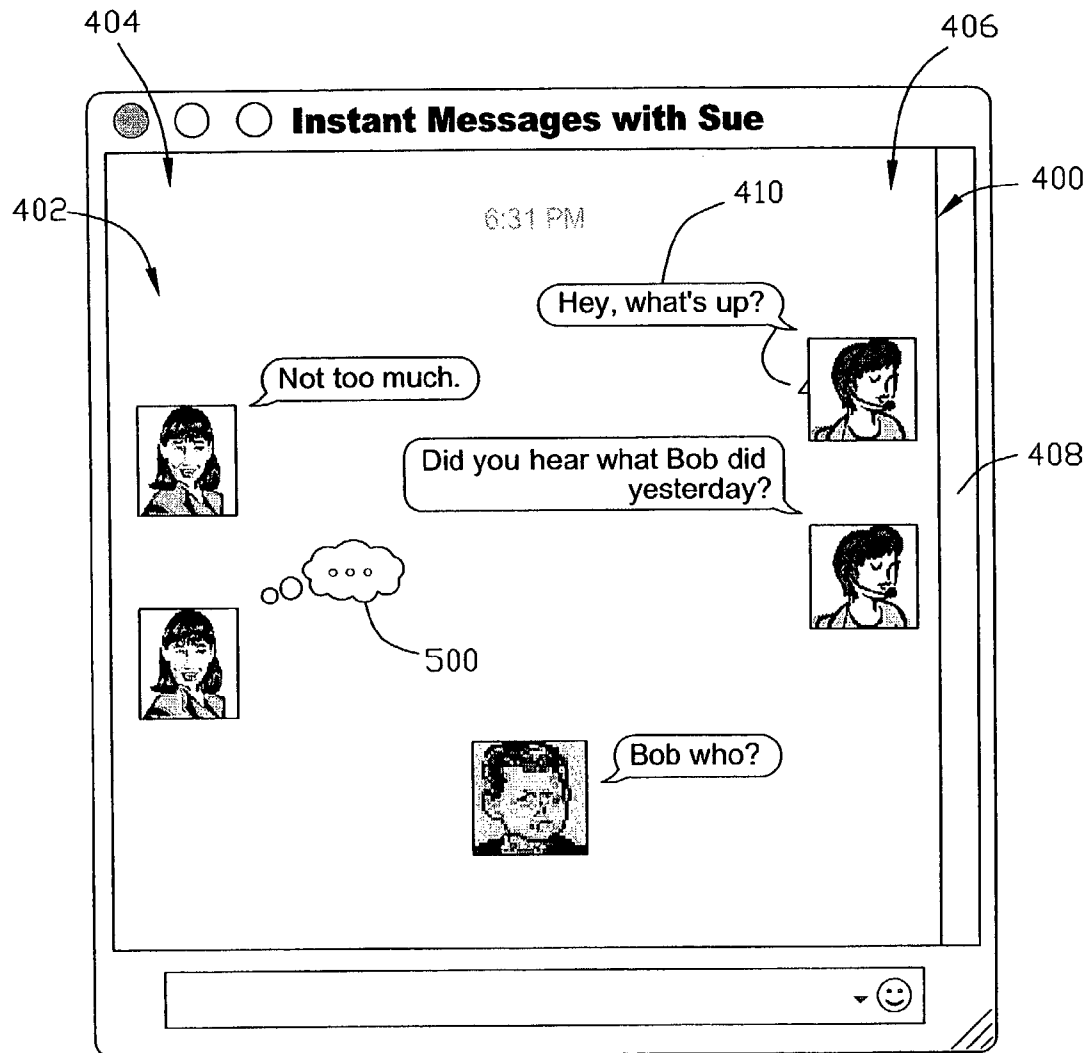 404
406
Instant Messages with Sue
400
402
410
6:31 PM
Hey, what's up?
Not too much.
Did you hear what Bob did
yesterday?
408
...
500
Bob who?